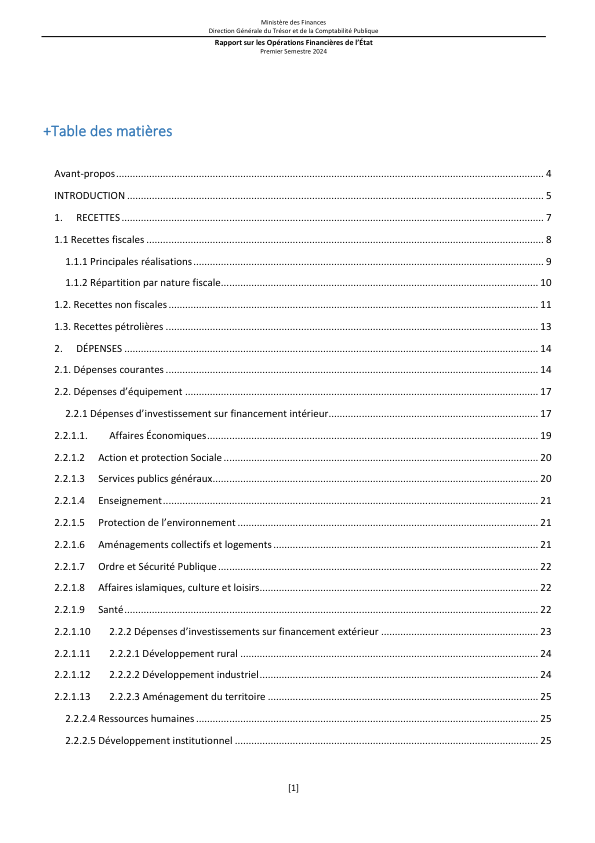 Ministère des Finances
Direction Générale du Trésor et de la Comptabilité Publique
Rapport sur les Opérations Financières de l’État
Premier Semestre 2024
+Table des matières
Avant-propos 4
INTRODUCTION 5
1. RECETTES 7
1.1 Recettes fiscales 8
1.1.1 Principales réalisations 9
1.1.2 Répartition par nature fiscale 10
1.2. Recettes non fiscales 11
1.3. Recettes pétrolières 13
2. DÉPENSES 14
2.1. Dépenses courantes 14
2.2. Dépenses d’équipement 17
2.2.1 Dépenses d’investissement sur financement intérieur 17
2.2.1.1. Affaires Économiques 19
2.2.1.2 Action et protection Sociale 20
2.2.1.3 Services publics généraux 20
2.2.1.4 Enseignement 21
2.2.1.5 Protection de l’environnement 21
2.2.1.6 Aménagements collectifs et logements 21
2.2.1.7 Ordre et Sécurité Publique 22
2.2.1.8 Affaires islamiques, culture et loisirs 22
2.2.1.9 Santé 22
2.2.1.10 2.2.2 Dépenses d’investissements sur financement extérieur 23
2.2.1.11 2.2.2.1 Développement rural 24
2.2.1.12 2.2.2.2 Développement industriel 24
2.2.1.13 2.2.2.3 Aménagement du territoire 25
2.2.2.4 Ressources humaines 25
2.2.2.5 Développement institutionnel 25
[1]